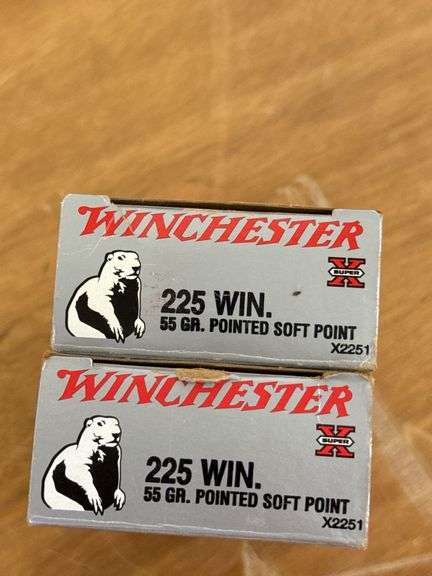 WINCHESTER
X
SUPER
225 WIN.
55 GR. POINTED SOFT POINT
X2251
WINCHESTER
X
SUPER
225 WIN.
55 GR. POINTED SOFT POINT
X2251